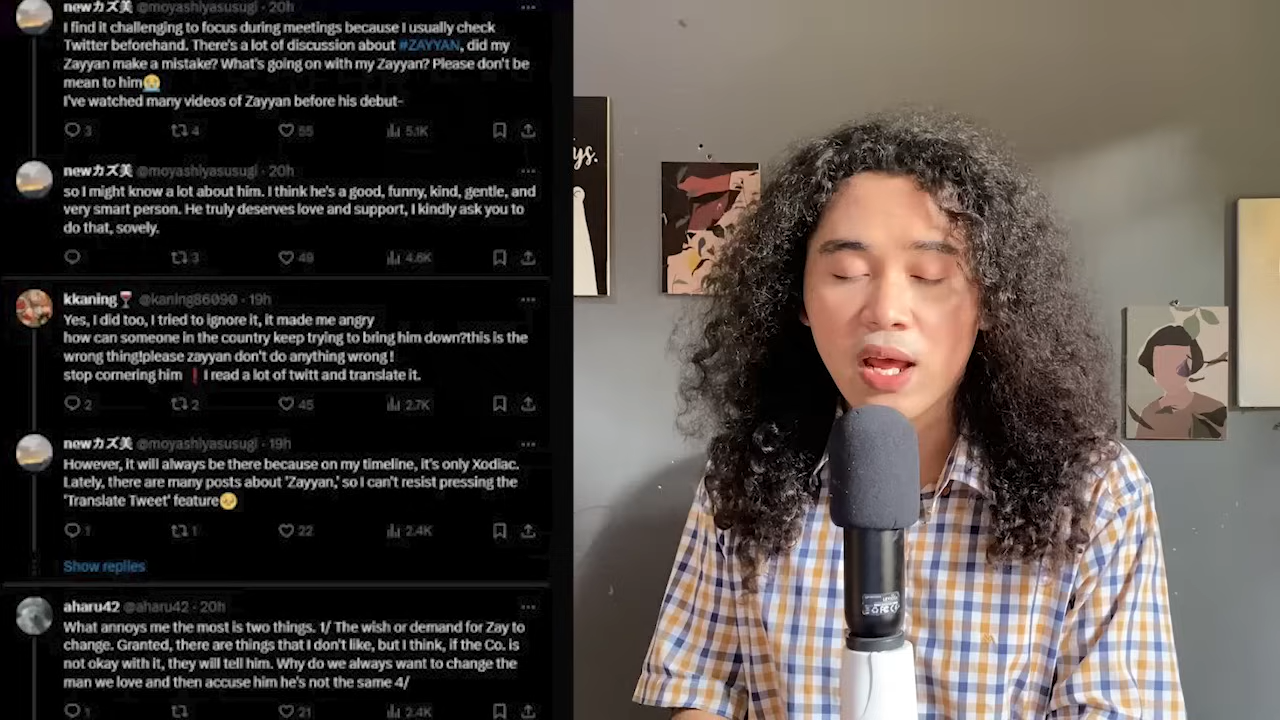 newカズ美 @moyashiyasusugi · 20h
I find it challenging to focus during meetings because I usually check
Twitter beforehand. There's a lot of discussion about #ZAYYAN, did my
Zayyan make a mistake? What's going on with my Zayyan? Please don't be
mean to him
I've watched many videos of Zayyan before his debut-
3 4 55 5.1K
newカズ美 @moyashiyasusugi · 20h
so I might know a lot about him. I think he's a good, funny, kind, gentle, and
very smart person. He truly deserves love and support, I kindly ask you to
do that, sovely.
3 49 4.6K
kkaning @kaning86090 · 19h
Yes, I did too, I tried to ignore it, it made me angry
how can someone in the country keep trying to bring him down?this is the
wrong thing!please zayyan don't do anything wrong !
stop cornering him ❗ I read a lot of twitt and translate it.
2 2 45 2.7K
newカズ美 @moyashiyasusugi · 19h
However, it will always be there because on my timeline, it's only Xodiac.
Lately, there are many posts about 'Zayyan,' so I can't resist pressing the
'Translate Tweet' feature
1 1 22 2.4K
Show replies
aharu42 @aharu42 · 20h
What annoys me the most is two things. 1/ The wish or demand for Zay to
change. Granted, there are things that I don't like, but I think, if the Co. is
not okay with it, they will tell him. Why do we always want to change the
man we love and then accuse him he's not the same 4/
1 21 2.4K
ys.